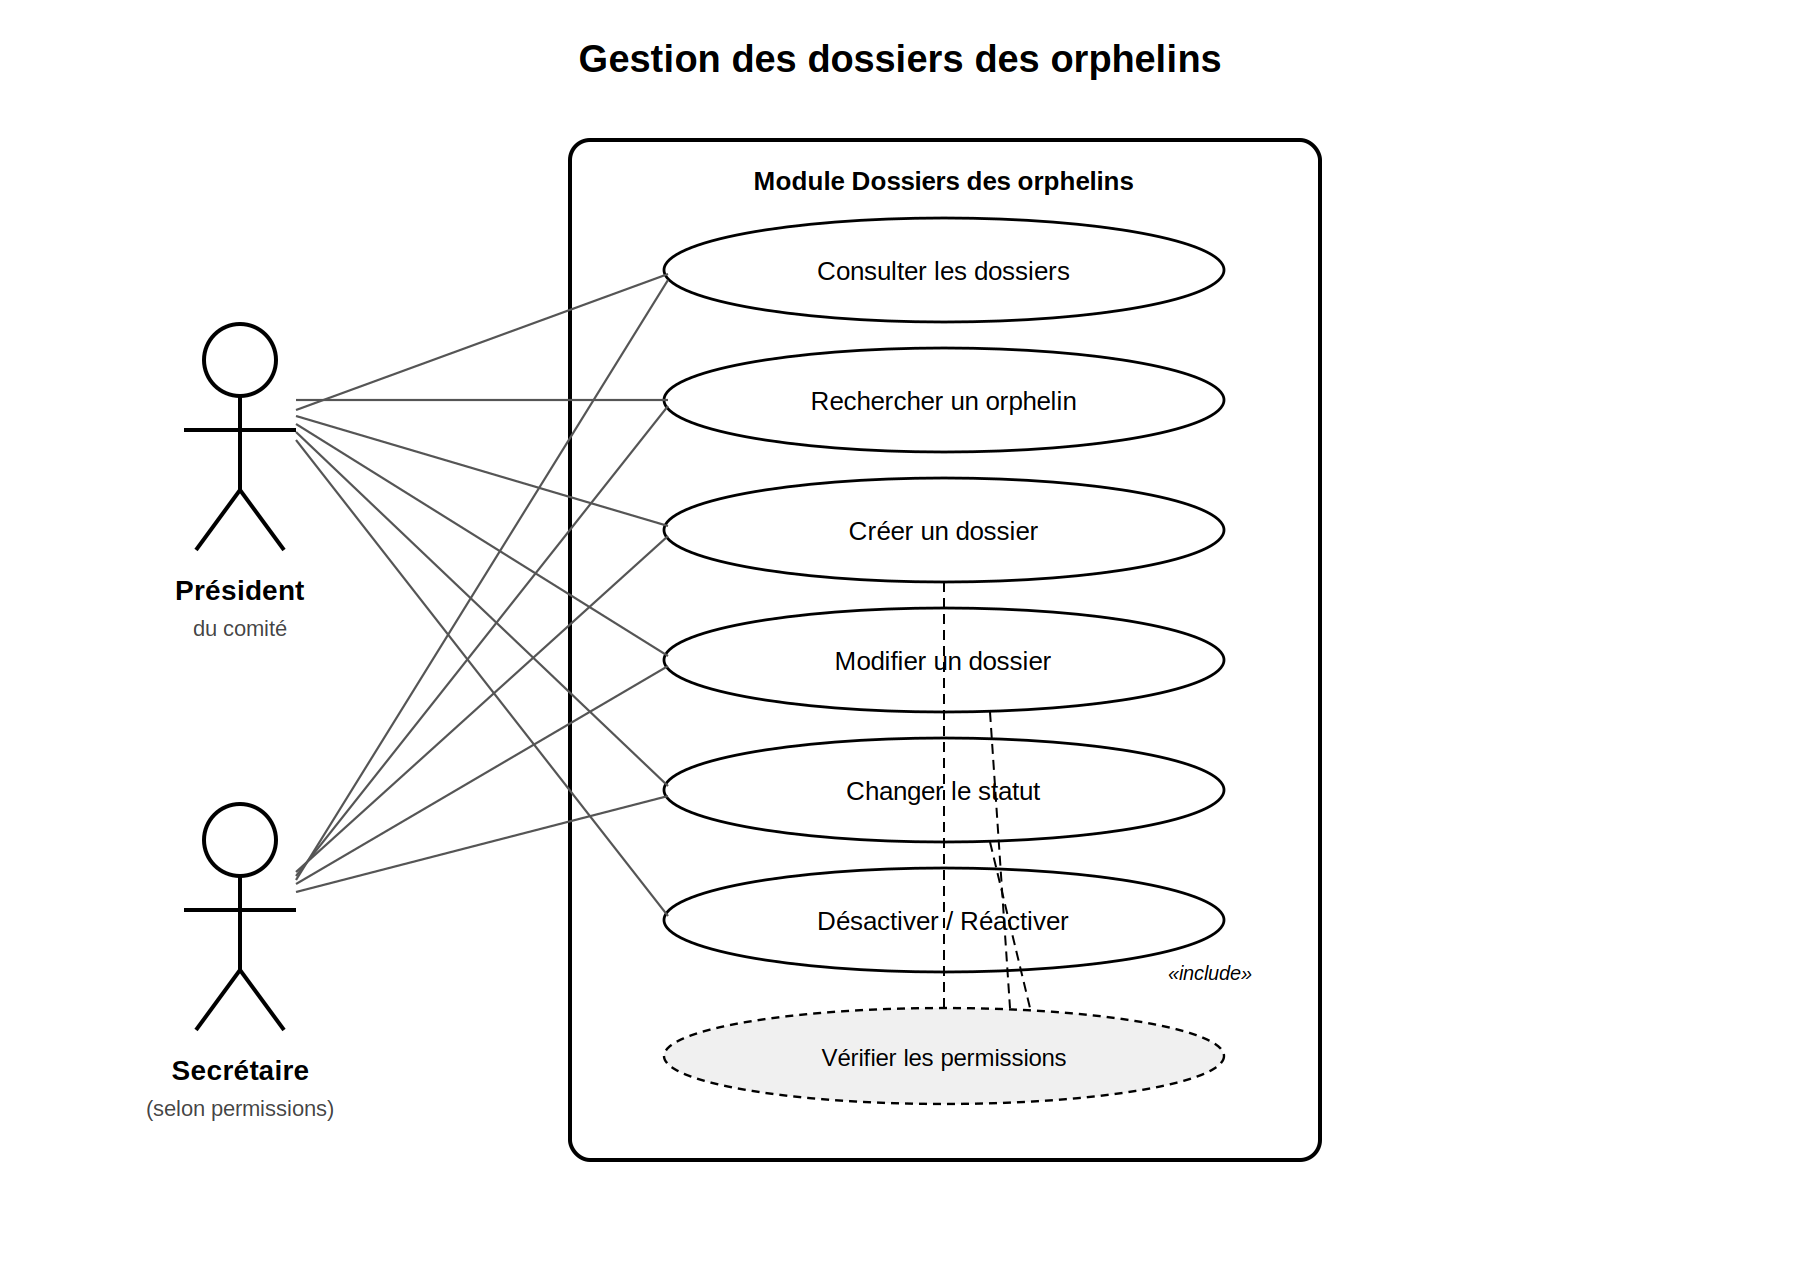 Gestion des dossiers des orphelins
Module Dossiers des orphelins
Consulter les dossiers
Rechercher un orphelin
Créer un dossier
Modifier un dossier
Changer le statut
Désactiver / Réactiver
«include»
Vérifier les permissions
Président
du comité
Secrétaire
(selon permissions)